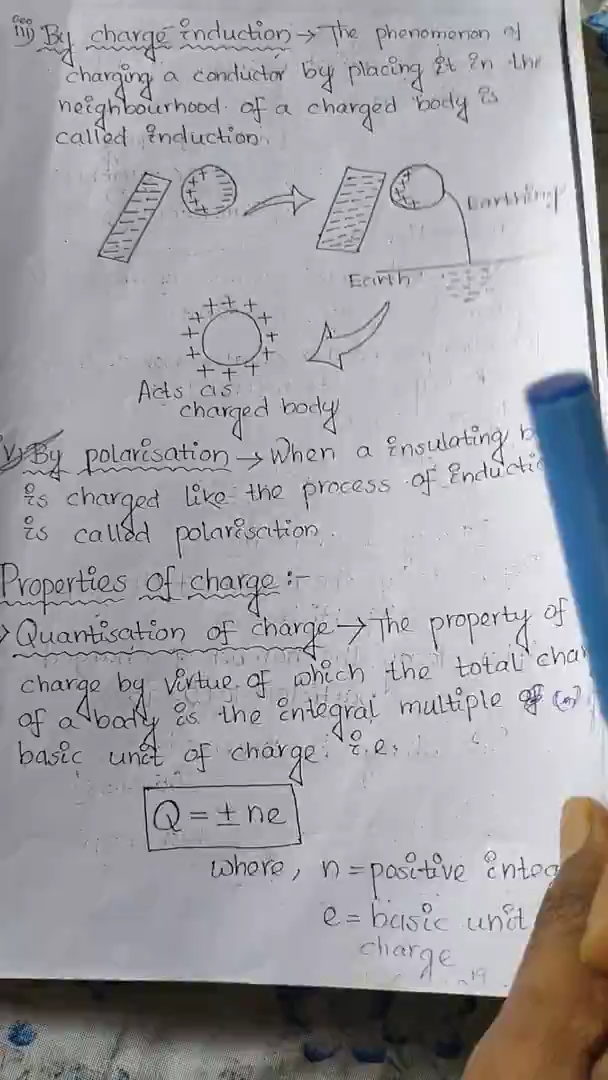 iii) By charge induction → The phenomenon of
charging a conductor by placing it in the
neighbourhood of a charged body is
called induction.
Earthing
Earth
Acts as
charged body
By polarisation → When a insulating
is charged like the process of
is called polarisation.
Properties of charge :-
Quantisation of charge → The property of
charge by virtue of which the total
of a body is the integral multiple of
basic unit of charge. i.e.
Q = ± ne
where, n = positive
e = basic unit
charge